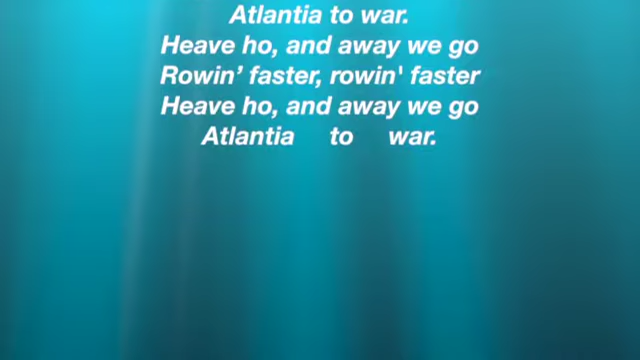 Atlantia to war.
Heave ho, and away we go
Rowin’ faster, rowin' faster
Heave ho, and away we go
Atlantia to war.